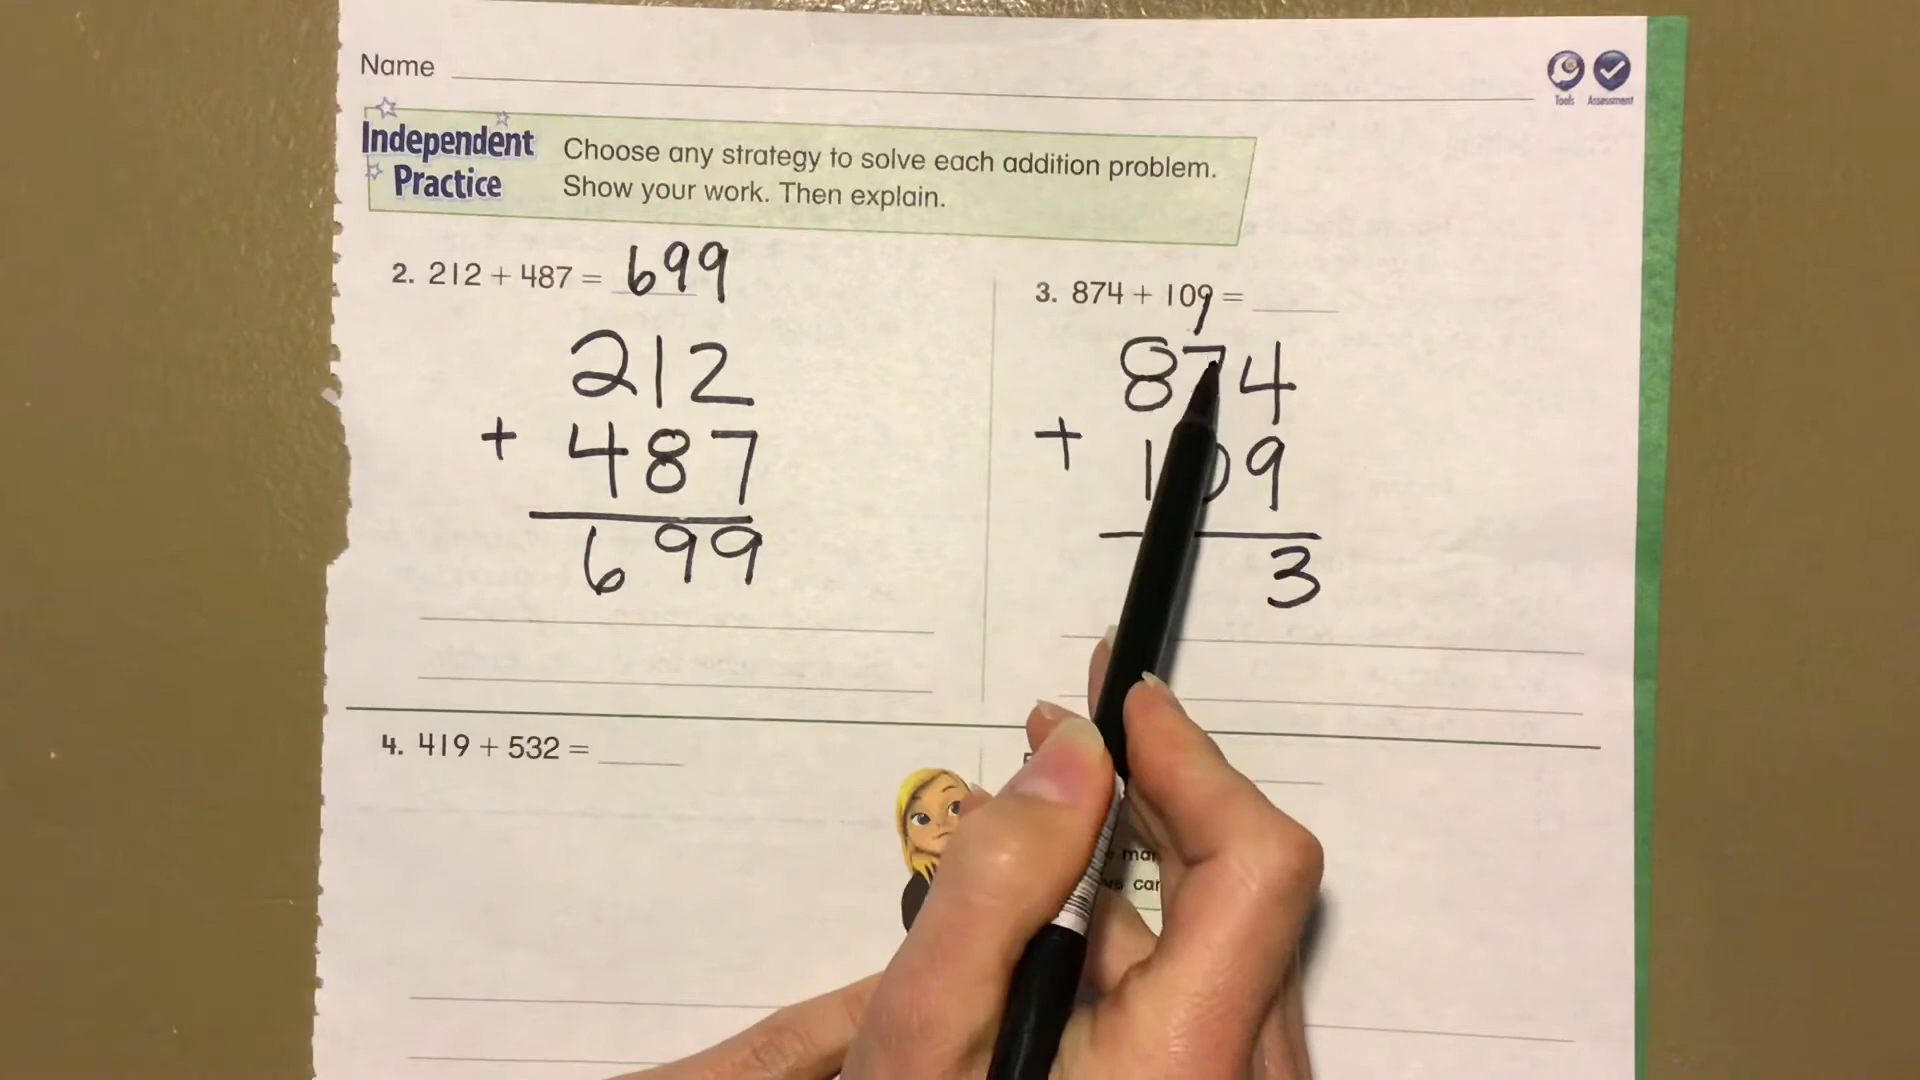 Name
Tools Assessment
Independent Practice
Choose any strategy to solve each addition problem.
Show your work. Then explain.
2. 212 + 487 = 699
212
+ 487
699
3. 874 + 109 =
1
874
+ 109
3
4. 419 + 532 =